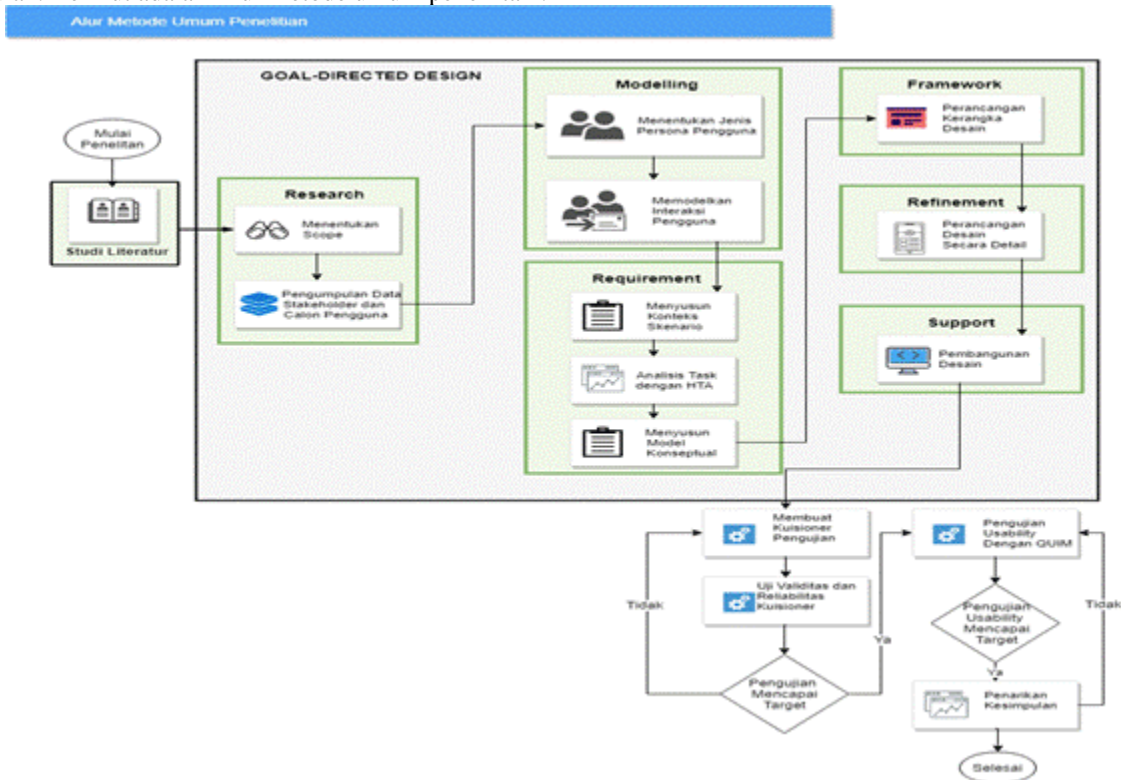 Alur Metode Umum Penelitian
GOAL-DIRECTED DESIGN
Mulai
Penelitan
Studi Literatur
Research
Menentukan
Scope
Pengumpulan Data
Stakeholder dan
Calon Pengguna
Modelling
Menentukan Jenis
Persona Pengguna
Memodelkan
Interaksi
Pengguna
Requirement
Menyusun
Konteks
Skenario
Analisis Task
dengan HTA
Menyusun
Model
Konseptual
Framework
Perancangan
Kerangka
Desain
Refinement
Perancangan
Desain
Secara Detail
Support
Pembangunan
Desain
Membuat
Kuisioner
Pengujian
Uji Validitas dan
Reliabilitas
Kuisioner
Tidak
Pengujian
Mencapai
Target
Ya
Pengujian
Usability
Dengan QUIM
Pengujian
Usability
Mencapai
Target
Tidak
Ya
Penarikan
Kesimpulan
Selesai